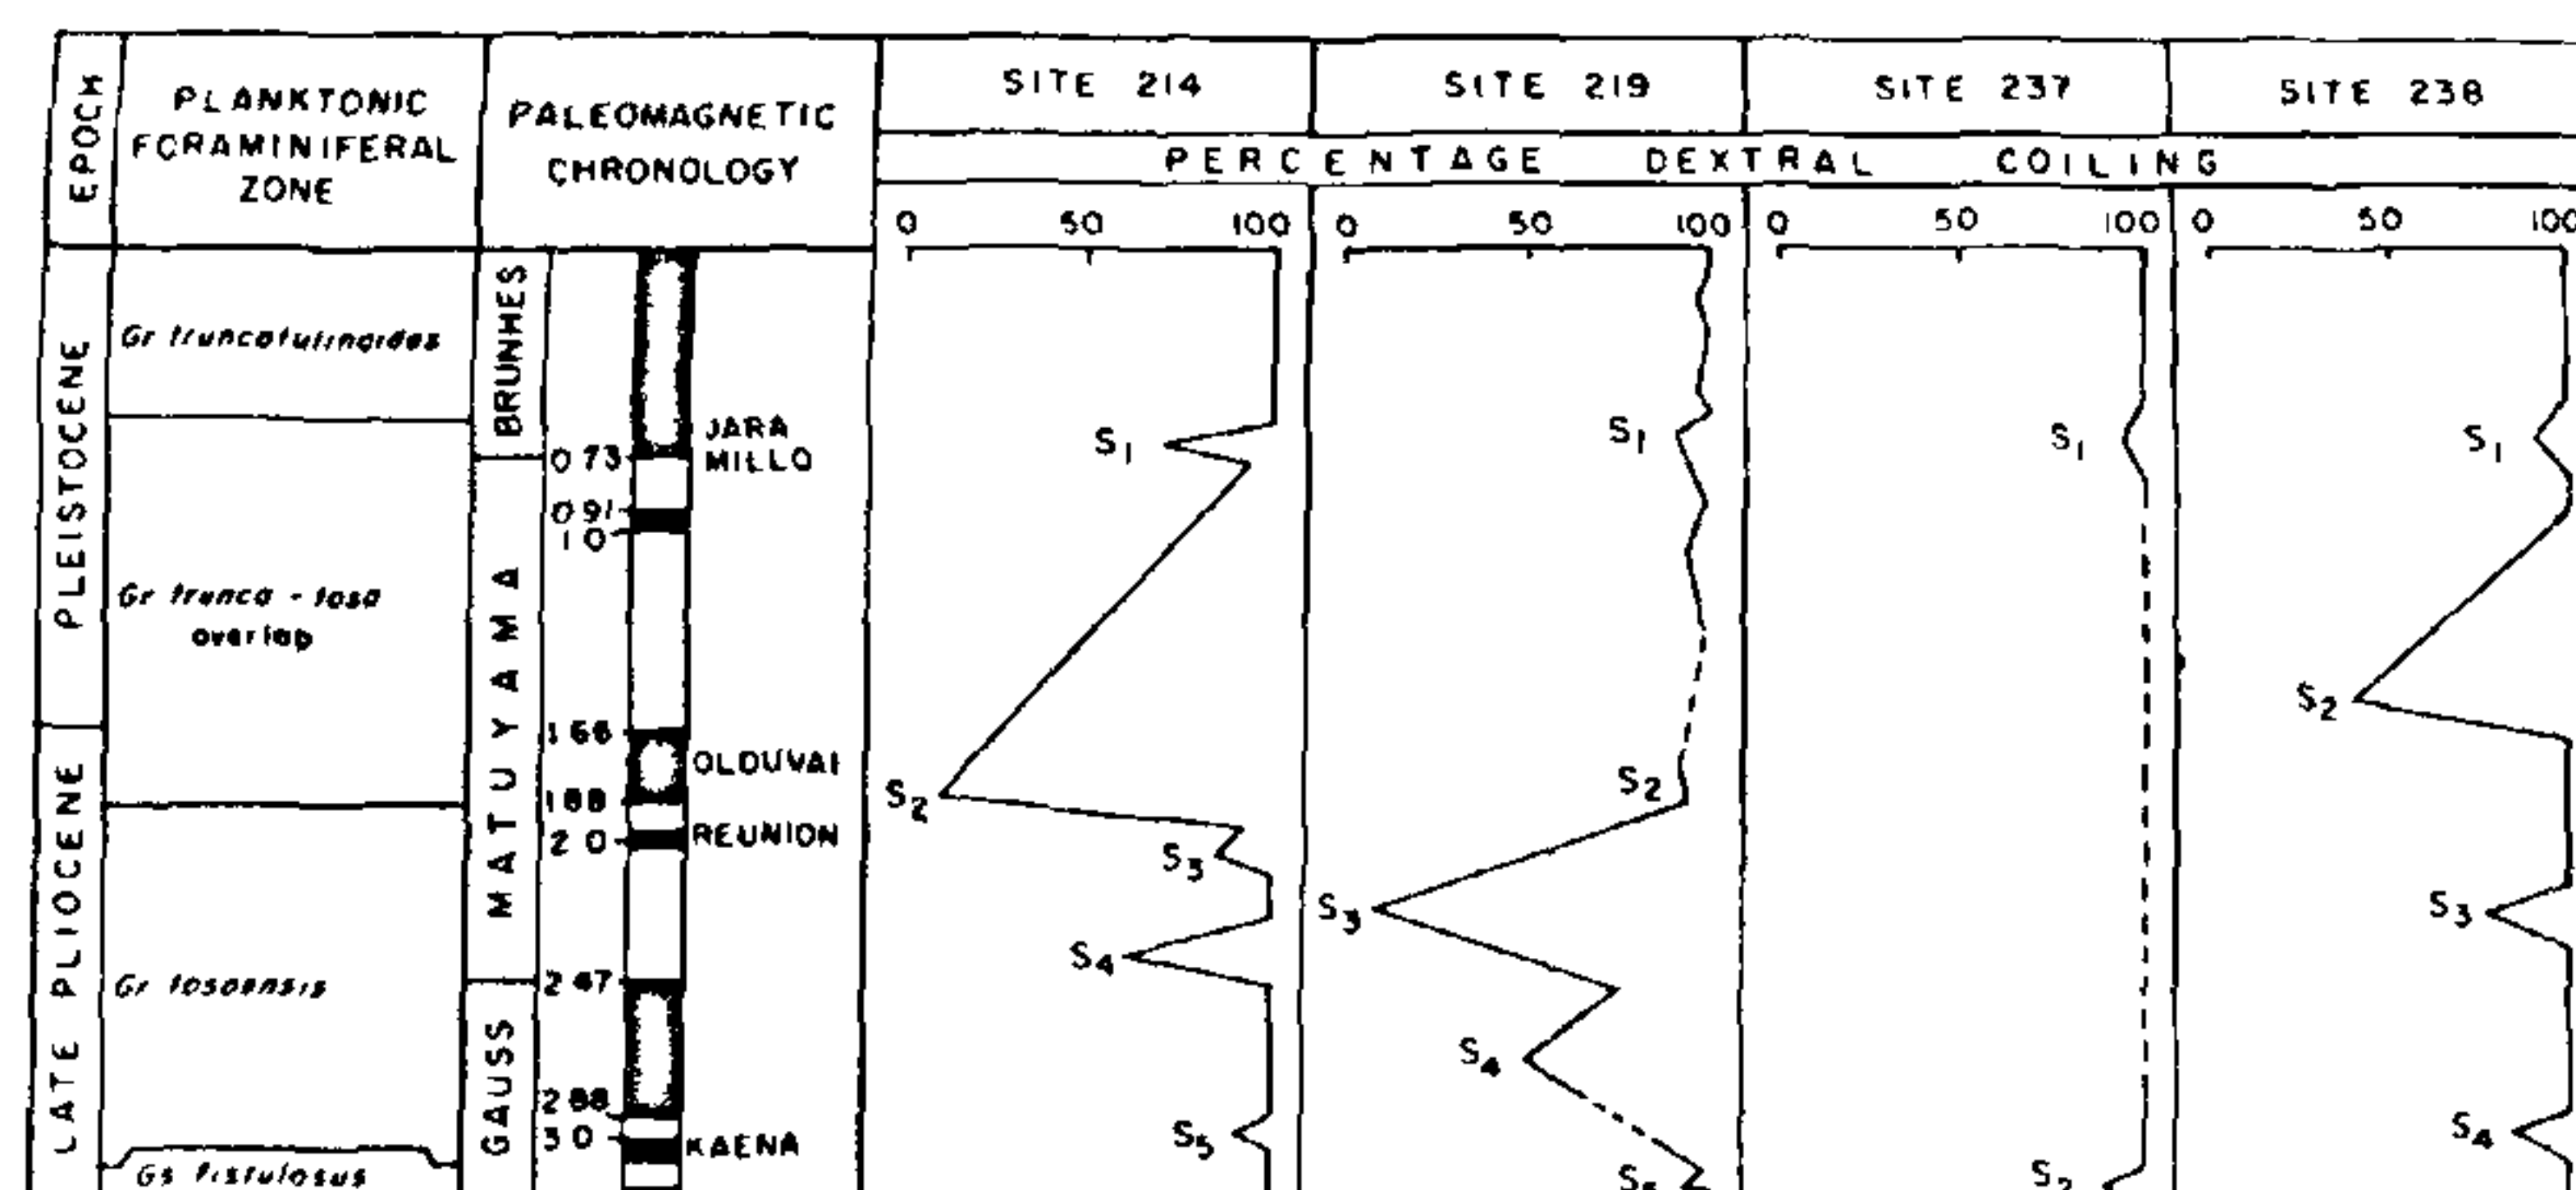 EPOCH
PLANKTONIC
FORAMINIFERAL
ZONE
PALEOMAGNETIC
CHRONOLOGY
SITE 214
SITE 219
SITE 237
SITE 238
PERCENTAGE DEXTRAL COILING
0 50 100
0 50 100
0 50 100
0 50 100
PLEISTOCENE
LATE PLIOCENE
Gr truncatulinoides
Gr trunca - tosa
overlap
Gr tosaensis
Gs fistulosus
BRUNHES
MATUYAMA
GAUSS
0 73
0 91
1 0
1 66
1 88
2 0
2 47
2 88
3 0
JARA
MILLO
OLDUVAI
REUNION
KAENA
S1
S2
S3
S4
S5
S1
S2
S3
S4
S5
S1
S2
S1
S2
S3
S4